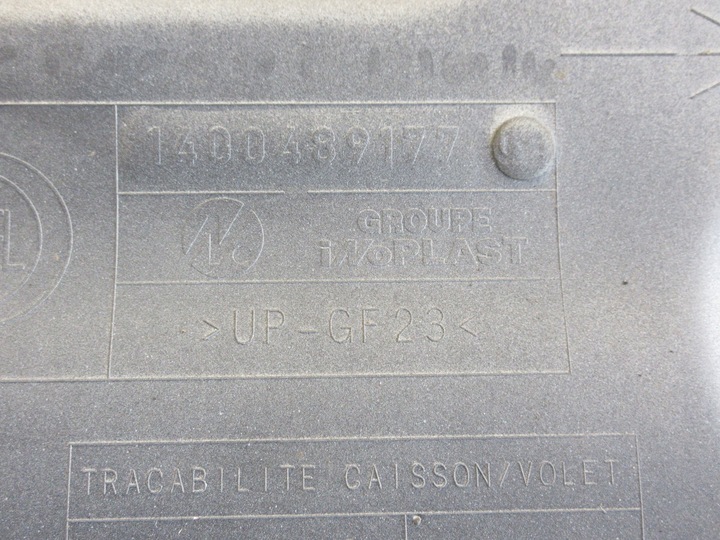 1400489177
GROUPE
INOPLAST
>UP-GF23<
TRACABILITE CAISSON/VOLET